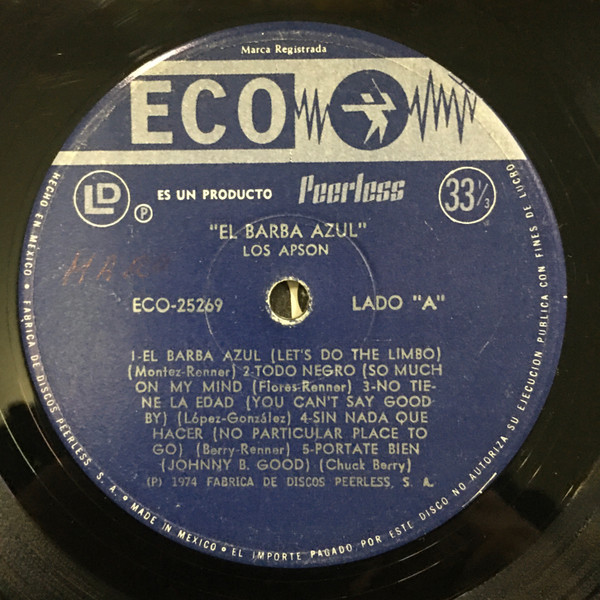 Marca Registrada
ECO
LD
P
ES UN PRODUCTO Peerless
33⅓
"EL BARBA AZUL"
LOS APSON
ECO-25269
LADO "A"
1-EL BARBA AZUL (LET'S DO THE LIMBO)
(Montez-Renner) 2-TODO NEGRO (SO MUCH
ON MY MIND (Flores-Renner) 3-NO TIE-
NE LA EDAD (YOU CAN'T SAY GOOD
BY) (López-González) 4-SIN NADA QUE
HACER (NO PARTICULAR PLACE TO
GO) (Berry-Renner) 5-PORTATE BIEN
(JOHNNY B. GOOD) (Chuck Berry)
(P) 1974 FABRICA DE DISCOS PEERLESS, S. A.
HECHO EN MEXICO • FABRICA DE DISCOS PEERLESS S. A. • MADE IN MEXICO • EL IMPORTE PAGADO POR ESTE DISCO NO AUTORIZA SU EJECUCION PUBLICA CON FINES DE LUCRO